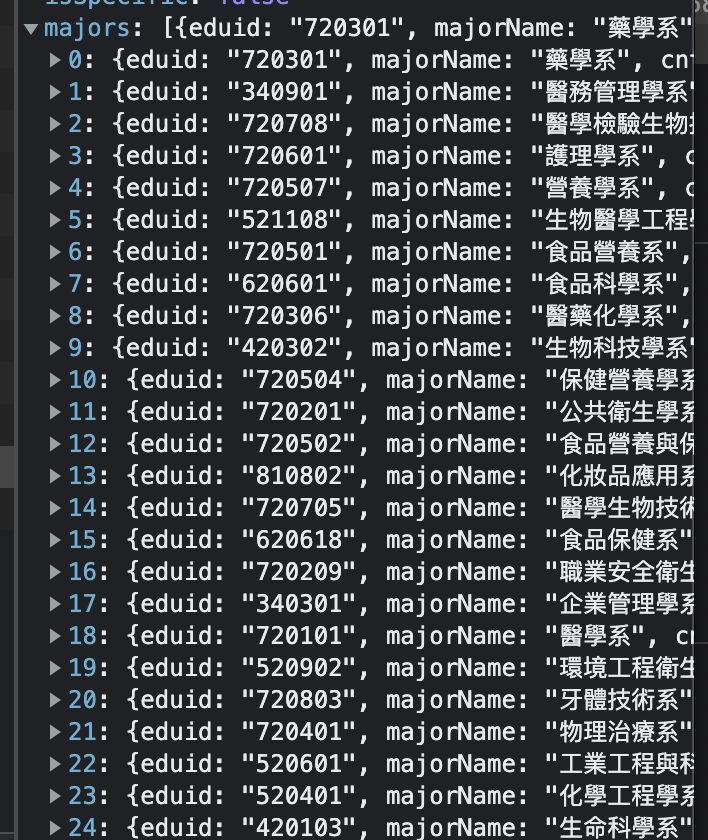 isSpecific: false
majors: [{eduid: "720301", majorName: "藥學系"
0: {eduid: "720301", majorName: "藥學系", cnt
1: {eduid: "340901", majorName: "醫務管理學系"
2: {eduid: "720708", majorName: "醫學檢驗生物技
3: {eduid: "720601", majorName: "護理學系", c
4: {eduid: "720507", majorName: "營養學系", c
5: {eduid: "521108", majorName: "生物醫學工程學
6: {eduid: "720501", majorName: "食品營養系",
7: {eduid: "620601", majorName: "食品科學系",
8: {eduid: "720306", majorName: "醫藥化學系",
9: {eduid: "420302", majorName: "生物科技學系"
10: {eduid: "720504", majorName: "保健營養學系
11: {eduid: "720201", majorName: "公共衛生學系
12: {eduid: "720502", majorName: "食品營養與保
13: {eduid: "810802", majorName: "化妝品應用系
14: {eduid: "720705", majorName: "醫學生物技術
15: {eduid: "620618", majorName: "食品保健系"
16: {eduid: "720209", majorName: "職業安全衛生
17: {eduid: "340301", majorName: "企業管理學系
18: {eduid: "720101", majorName: "醫學系", cn
19: {eduid: "520902", majorName: "環境工程衛生
20: {eduid: "720803", majorName: "牙體技術系"
21: {eduid: "720401", majorName: "物理治療系"
22: {eduid: "520601", majorName: "工業工程與科
23: {eduid: "520401", majorName: "化學工程學系
24: {eduid: "420103", majorName: "生命科學系"